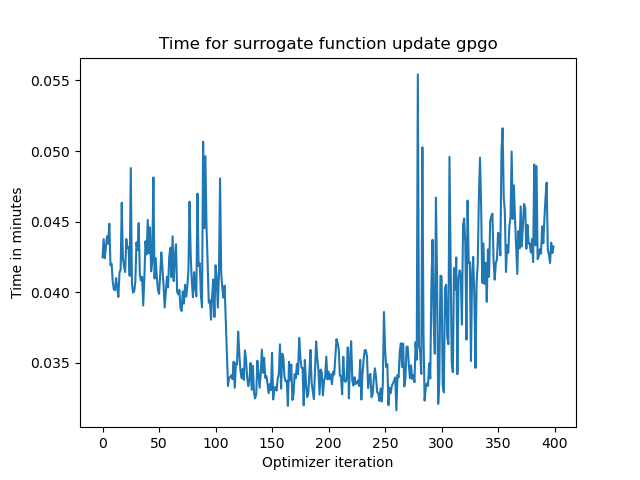 Time for surrogate function update gpgo
0.055
0.050
0.045
0.040
0.035
Time in minutes
0 50 100 150 200 250 300 350 400
Optimizer iteration